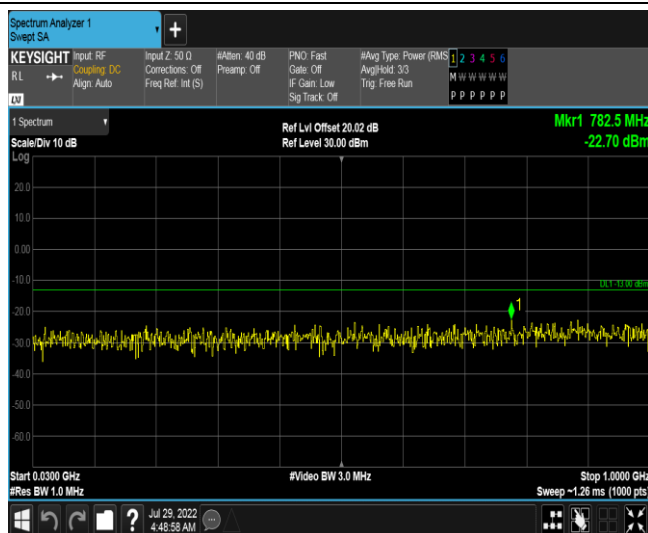 Spectrum Analyzer 1
Swept SA
KEYSIGHT
RL
LXI
Input: RF
Coupling: DC
Align: Auto
Input Z: 50 Ω
Corrections: Off
Freq Ref: Int (S)
#Atten: 40 dB
Preamp: Off
PNO: Fast
Gate: Off
IF Gain: Low
Sig Track: Off
#Avg Type: Power (RMS
Avg|Hold: 3/3
Trig: Free Run
1 2 3 4 5 6
M W W W W W
P P P P P P
1 Spectrum
Scale/Div 10 dB
Ref Lvl Offset 20.02 dB
Ref Level 30.00 dBm
Mkr1 782.5 MHz
-22.70 dBm
Log
20.0
10.0
0.00
-10.0
DL1 -13.00 dBm
1
-20.0
-30.0
-40.0
-50.0
-60.0
Start 0.0300 GHz
#Res BW 1.0 MHz
#Video BW 3.0 MHz
Stop 1.0000 GHz
Sweep ~1.26 ms (1000 pts)
?
Jul 29, 2022
4:48:58 AM